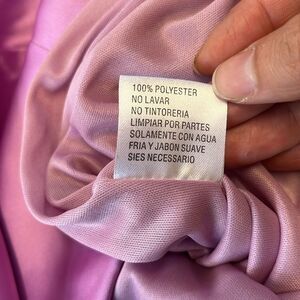 100% POLYESTER
NO LAVAR
NO TINTORERIA
LIMPIAR POR PARTES
SOLAMENTE CON AGUA
FRIA Y JABON SUAVE
SIES NECESSARIO